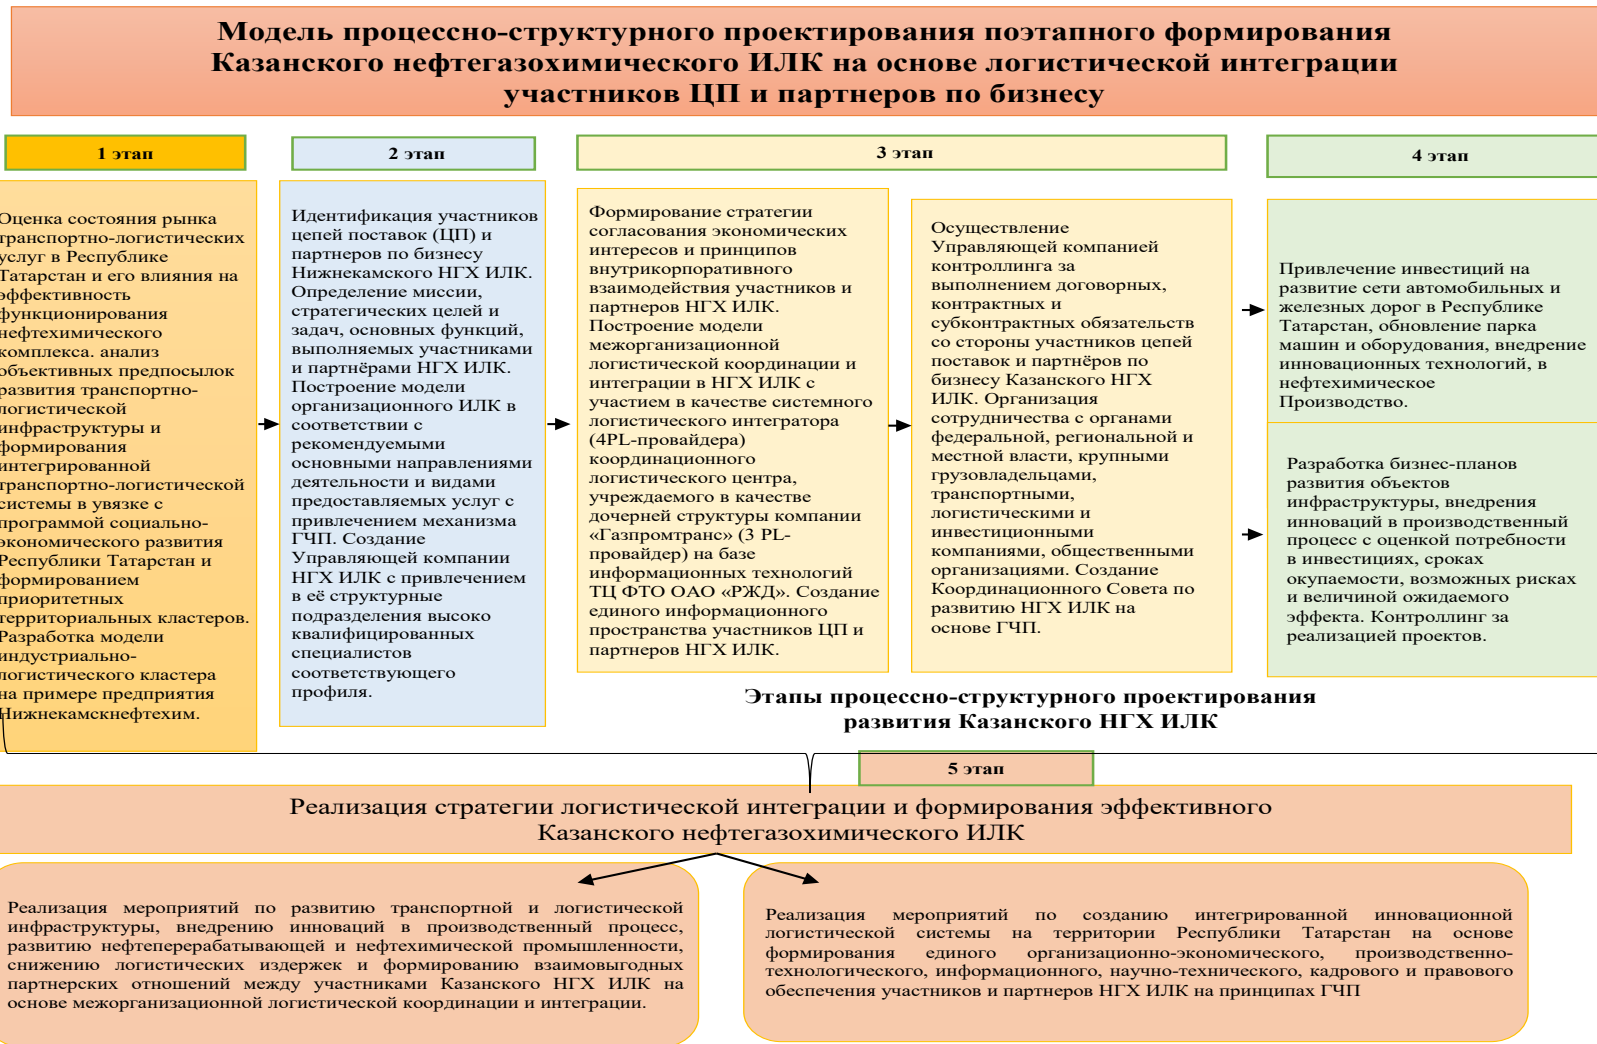 Модель процессно-структурного проектирования поэтапного формирования
Казанского нефтегазохимического ИЛК на основе логистической интеграции
участников ЦП и партнеров по бизнесу
1 этап
Оценка состояния рынка
транспортно-логистических
услуг в Республике
Татарстан и его влияния на
эффективность
функционирования
нефтехимического
комплекса. анализ
объективных предпосылок
развития транспортно-
логистической
инфраструктуры и
формирования
интегрированной
транспортно-логистической
системы в увязке с
программой социально-
экономического развития
Республики Татарстан и
формированием
приоритетных
территориальных кластеров.
Разработка модели
индустриально-
логистического кластера
на примере предприятия
Нижнекамскнефтехим.
2 этап
Идентификация участников
цепей поставок (ЦП) и
партнеров по бизнесу
Нижнекамского НГХ ИЛК.
Определение миссии,
стратегических целей и
задач, основных функций,
выполняемых участниками
и партнёрами НГХ ИЛК.
Построение модели
организационного ИЛК в
соответствии с
рекомендуемыми
основными направлениями
деятельности и видами
предоставляемых услуг с
привлечением механизма
ГЧП. Создание
Управляющей компании
НГХ ИЛК с привлечением
в её структурные
подразделения высоко
квалифицированных
специалистов
соответствующего
профиля.
3 этап
Формирование стратегии
согласования экономических
интересов и принципов
внутрикорпоративного
взаимодействия участников и
партнеров НГХ ИЛК.
Построение модели
межорганизационной
логистической координации и
интеграции в НГХ ИЛК с
участием в качестве системного
логистического интегратора
(4PL-провайдера)
координационного
логистического центра,
учреждаемого в качестве
дочерней структуры компании
«Газпромтранс» (3 PL-
провайдер) на базе
информационных технологий
ТЦ ФТО ОАО «РЖД». Создание
единого информационного
пространства участников ЦП и
партнеров НГХ ИЛК.
Осуществление
Управляющей компанией
контроллинга за
выполнением договорных,
контрактных и
субконтрактных обязательств
со стороны участников цепей
поставок и партнёров по
бизнесу Казанского НГХ
ИЛК. Организация
сотрудничества с органами
федеральной, региональной и
местной власти, крупными
грузовладельцами,
транспортными,
логистическими и
инвестиционными
компаниями, общественными
организациями. Создание
Координационного Совета по
развитию НГХ ИЛК на
основе ГЧП.
4 этап
Привлечение инвестиций на
развитие сети автомобильных и
железных дорог в Республике
Татарстан, обновление парка
машин и оборудования, внедрение
инновационных технологий, в
нефтехимическое
Производство.
Разработка бизнес-планов
развития объектов
инфраструктуры, внедрения
инноваций в производственный
процесс с оценкой потребности
в инвестициях, сроках
окупаемости, возможных рисках
и величиной ожидаемого
эффекта. Контроллинг за
реализацией проектов.
Этапы процессно-структурного проектирования
развития Казанского НГХ ИЛК
5 этап
Реализация стратегии логистической интеграции и формирования эффективного
Казанского нефтегазохимического ИЛК
Реализация мероприятий по развитию транспортной и логистической
инфраструктуры, внедрению инноваций в производственный процесс,
развитию нефтеперерабатывающей и нефтехимической промышленности,
снижению логистических издержек и формированию взаимовыгодных
партнерских отношений между участниками Казанского НГХ ИЛК на
основе межорганизационной логистической координации и интеграции.
Реализация мероприятий по созданию интегрированной инновационной
логистической системы на территории Республики Татарстан на основе
формирования единого организационно-экономического, производственно-
технологического, информационного, научно-технического, кадрового и правового
обеспечения участников и партнеров НГХ ИЛК на принципах ГЧП